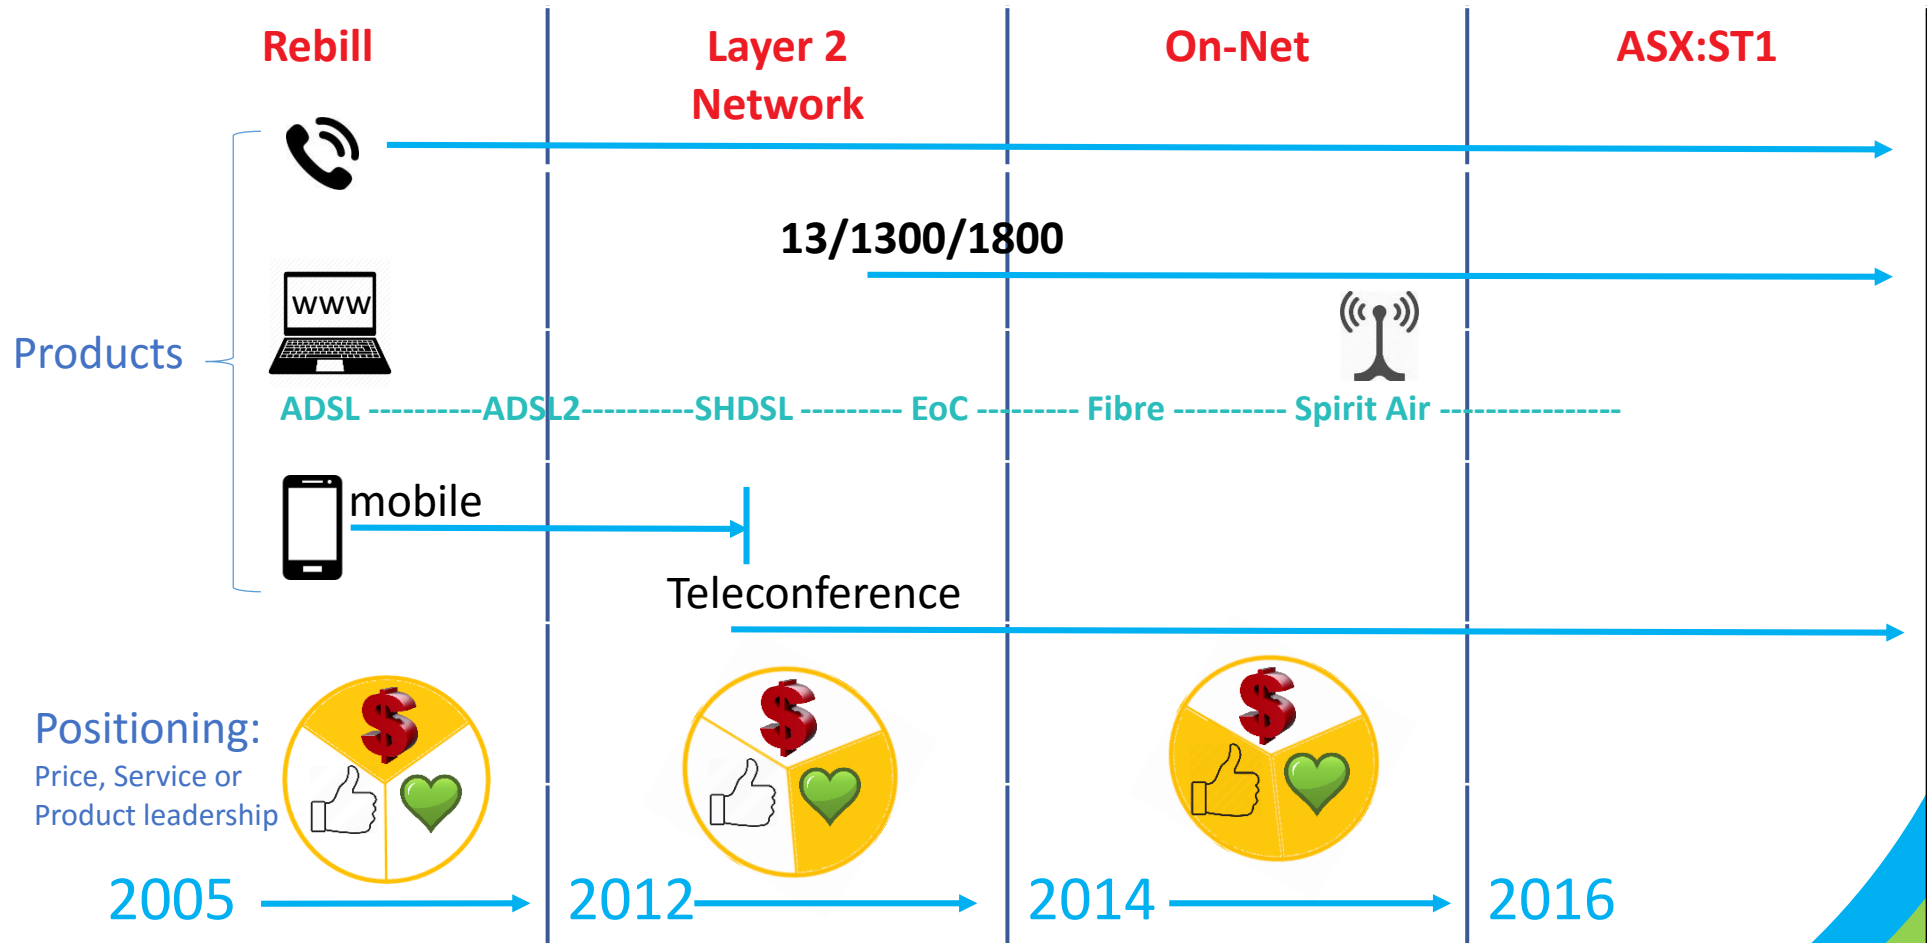 Rebill
Layer 2
Network
On-Net
ASX:ST1
13/1300/1800
www
Products
ADSL ----------ADSL2----------SHDSL --------- EoC --------- Fibre ---------- Spirit Air ----------------
mobile
Teleconference
Positioning:
Price, Service or
Product leadership
$
$
$
2005
2012
2014
2016